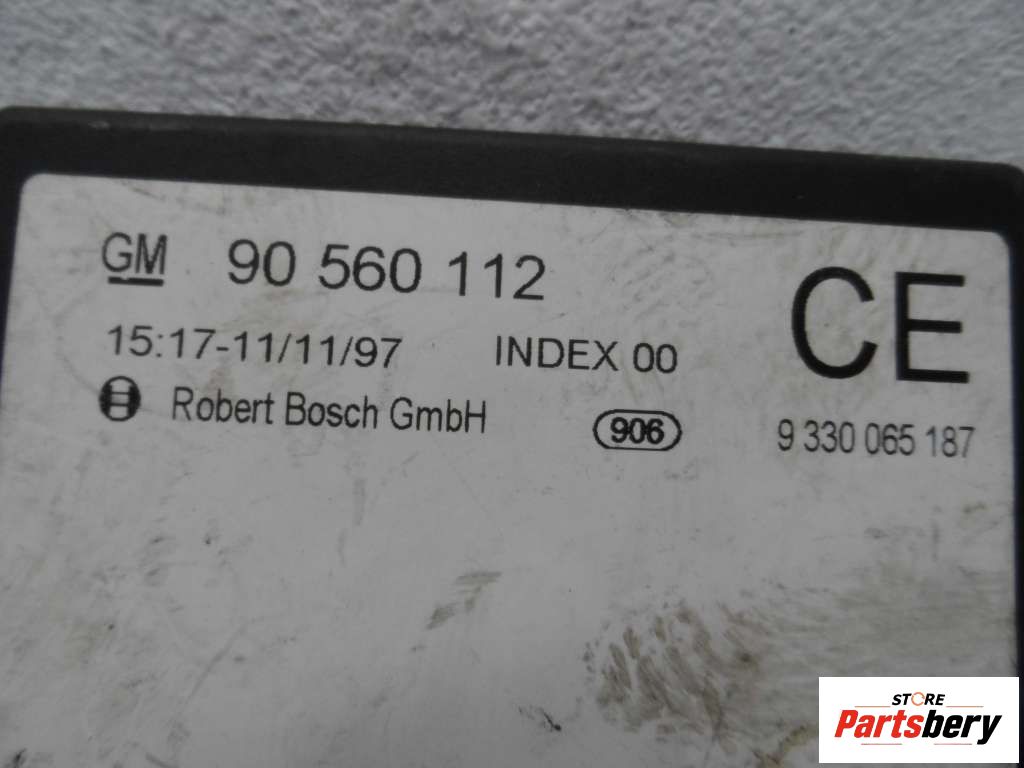 GM 90 560 112
CE
15:17-11/11/97 INDEX 00
Robert Bosch GmbH 906 9 330 065 187
STORE
Partsbery